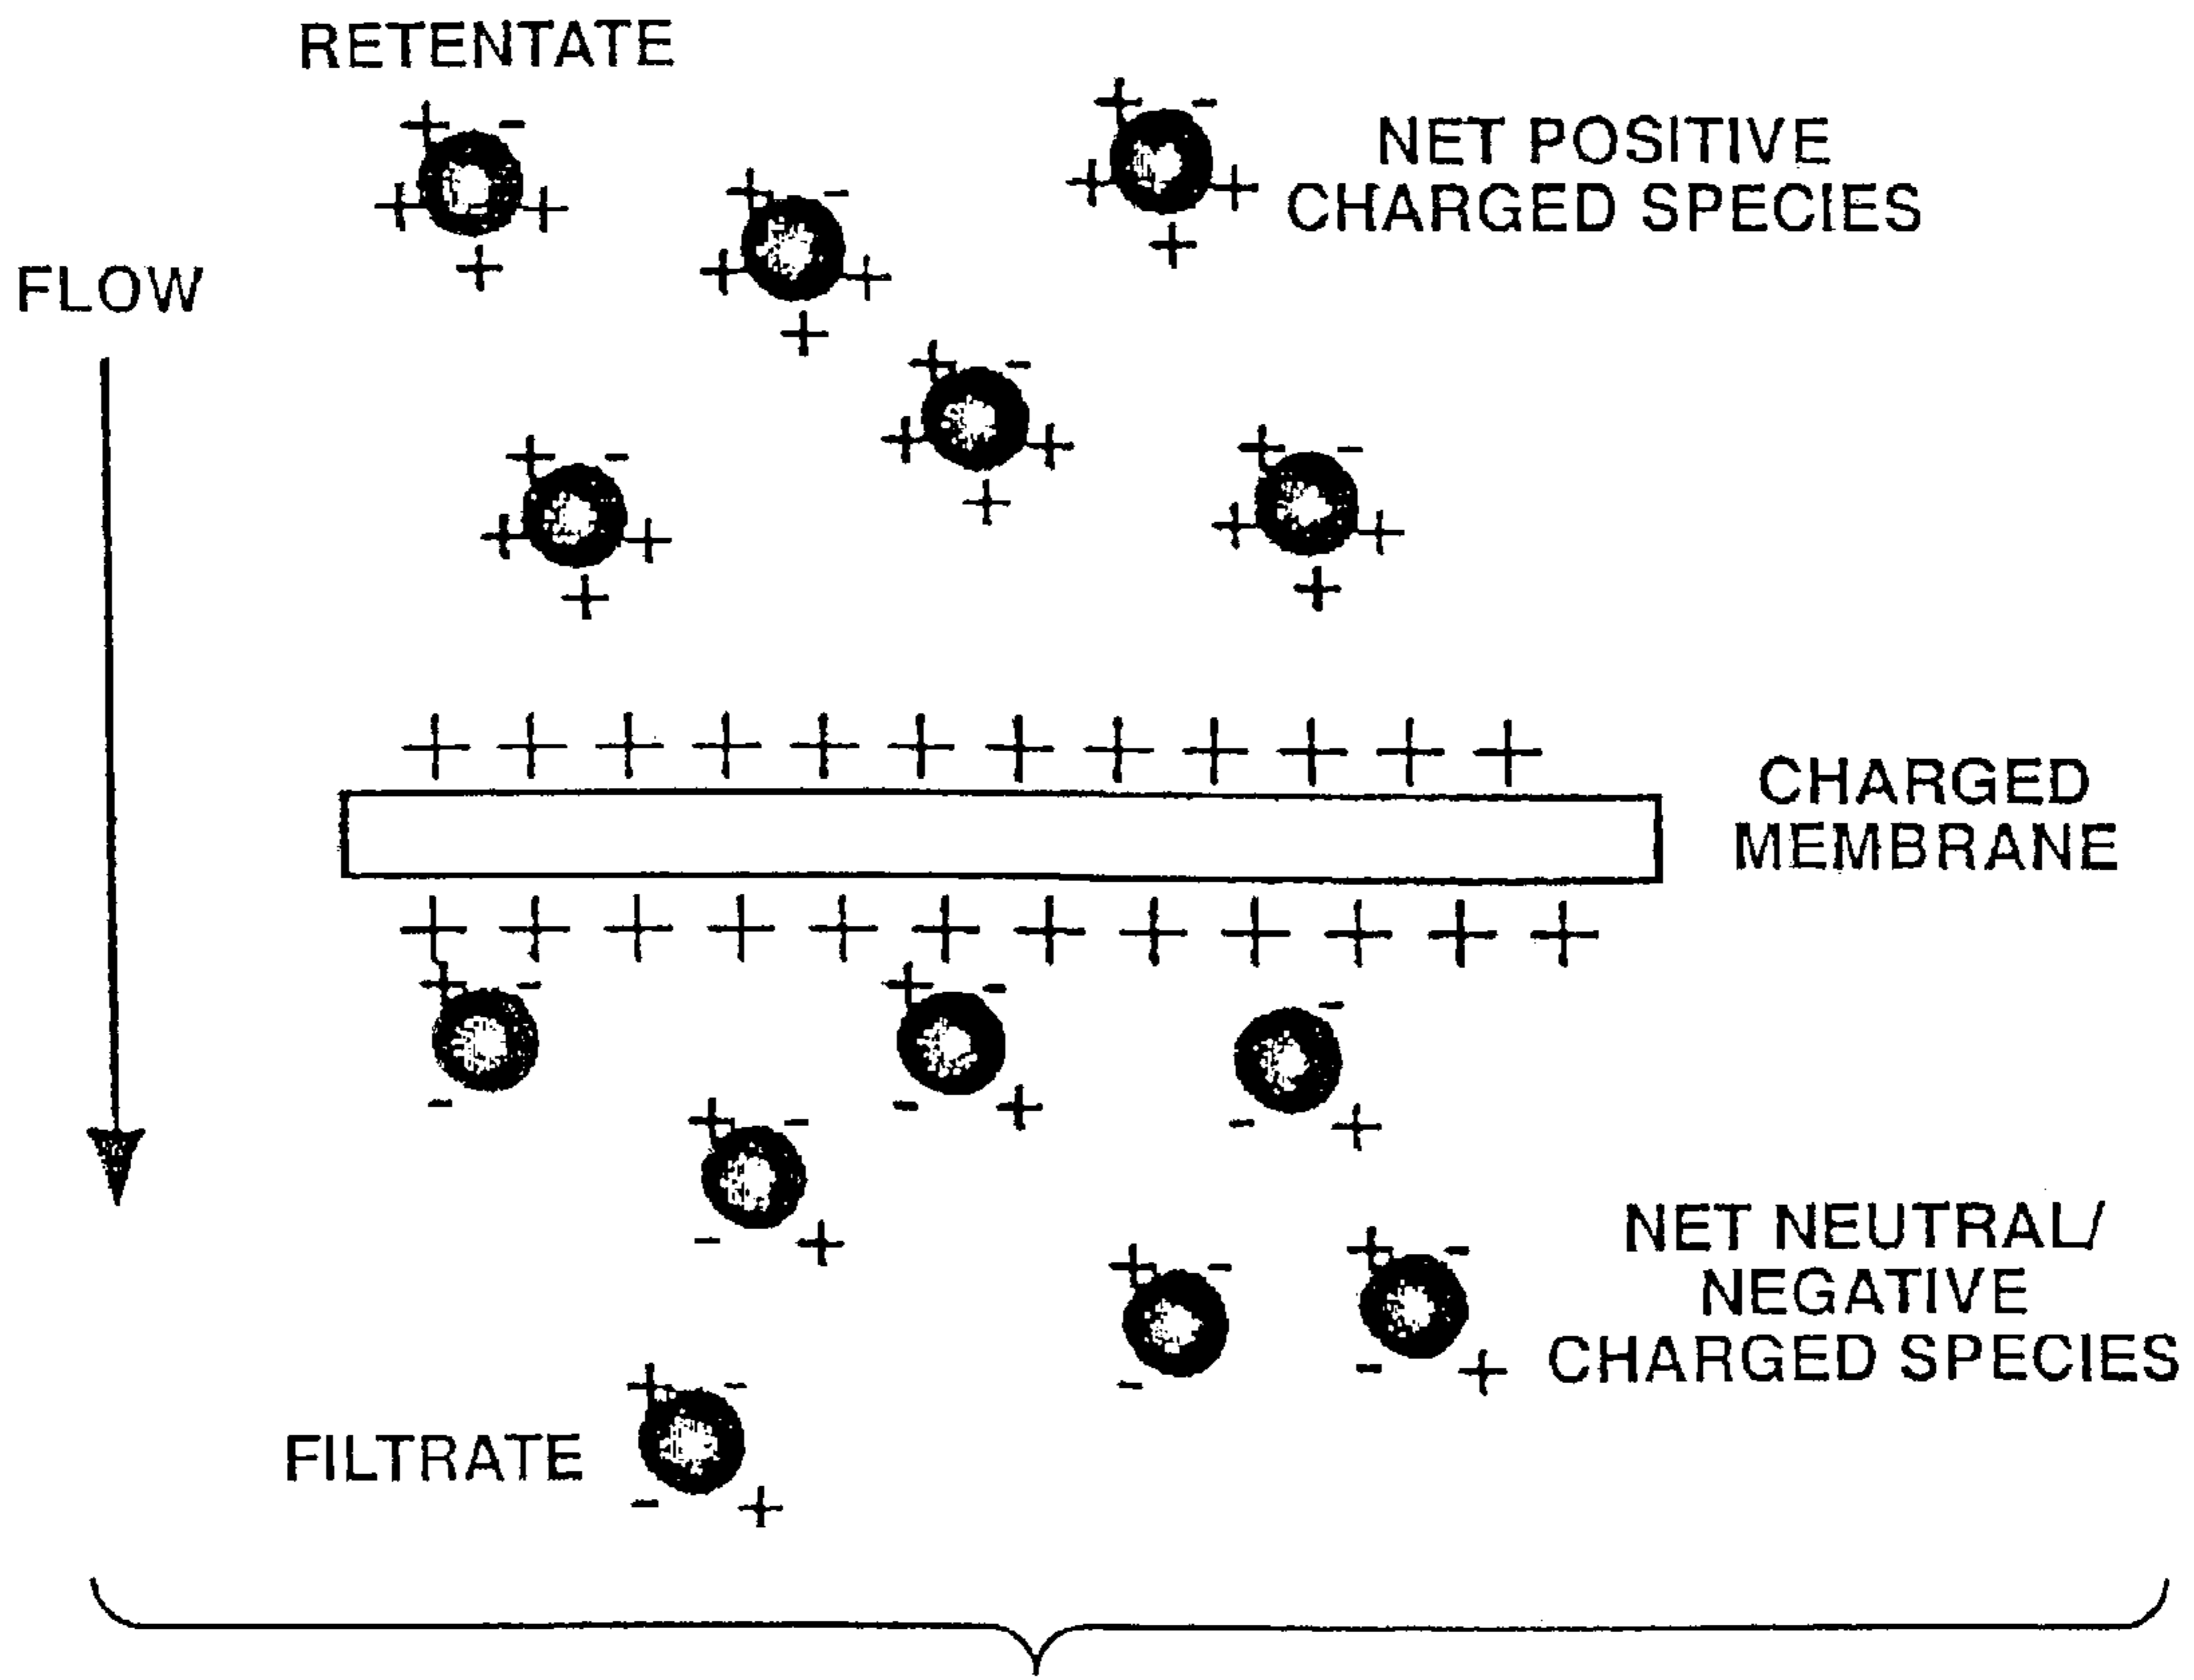 RETENTATE
NET POSITIVE
CHARGED SPECIES
FLOW
CHARGED
MEMBRANE
NET NEUTRAL/
NEGATIVE
CHARGED SPECIES
FILTRATE